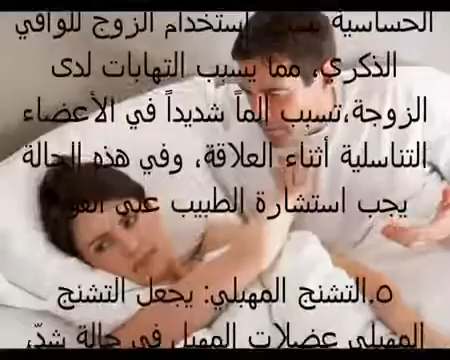 الحساسية بسبب استخدام الزوج للواقي
الذكري، مما يسبب التهابات لدى
الزوجة،تسبب ألماً شديداً في الأعضاء
التناسلية أثناء العلاقة، وفي هذه الحالة
يجب استشارة الطبيب على
٥.التشنج المهبلي: يجعل التشنج
المهبلي عضلات المهبل في حالة شدّ،